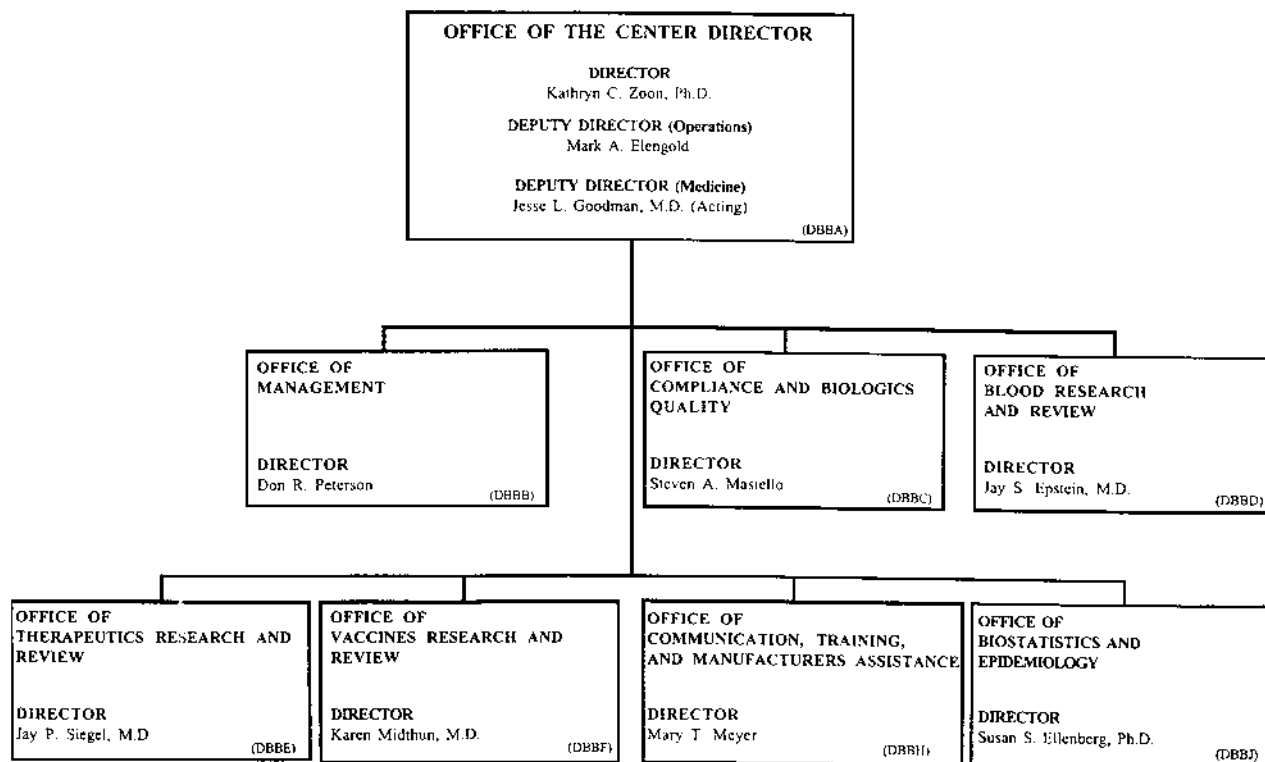 OFFICE OF THE CENTER DIRECTOR
DIRECTOR
Kathryn C. Zoon, Ph.D.
DEPUTY DIRECTOR (Operations)
Mark A. Elengold
DEPUTY DIRECTOR (Medicine)
Jesse L. Goodman, M.D. (Acting)
(DBBA)
OFFICE OF
MANAGEMENT
DIRECTOR
Don R. Peterson
(DBBB)
OFFICE OF
COMPLIANCE AND BIOLOGICS
QUALITY
DIRECTOR
Steven A. Masiello
(DBBC)
OFFICE OF
BLOOD RESEARCH
AND REVIEW
DIRECTOR
Jay S. Epstein, M.D.
(DBBD)
OFFICE OF
THERAPEUTICS RESEARCH AND
REVIEW
DIRECTOR
Jay P. Siegel, M.D
(DBBE)
OFFICE OF
VACCINES RESEARCH AND
REVIEW
DIRECTOR
Karen Midthun, M.D.
(DBBF)
OFFICE OF
COMMUNICATION, TRAINING,
AND MANUFACTURERS ASSISTANCE
DIRECTOR
Mary T. Meyer
(DBBH)
OFFICE OF
BIOSTATISTICS AND
EPIDEMIOLOGY
DIRECTOR
Susan S. Ellenberg, Ph.D.
(DBBJ)